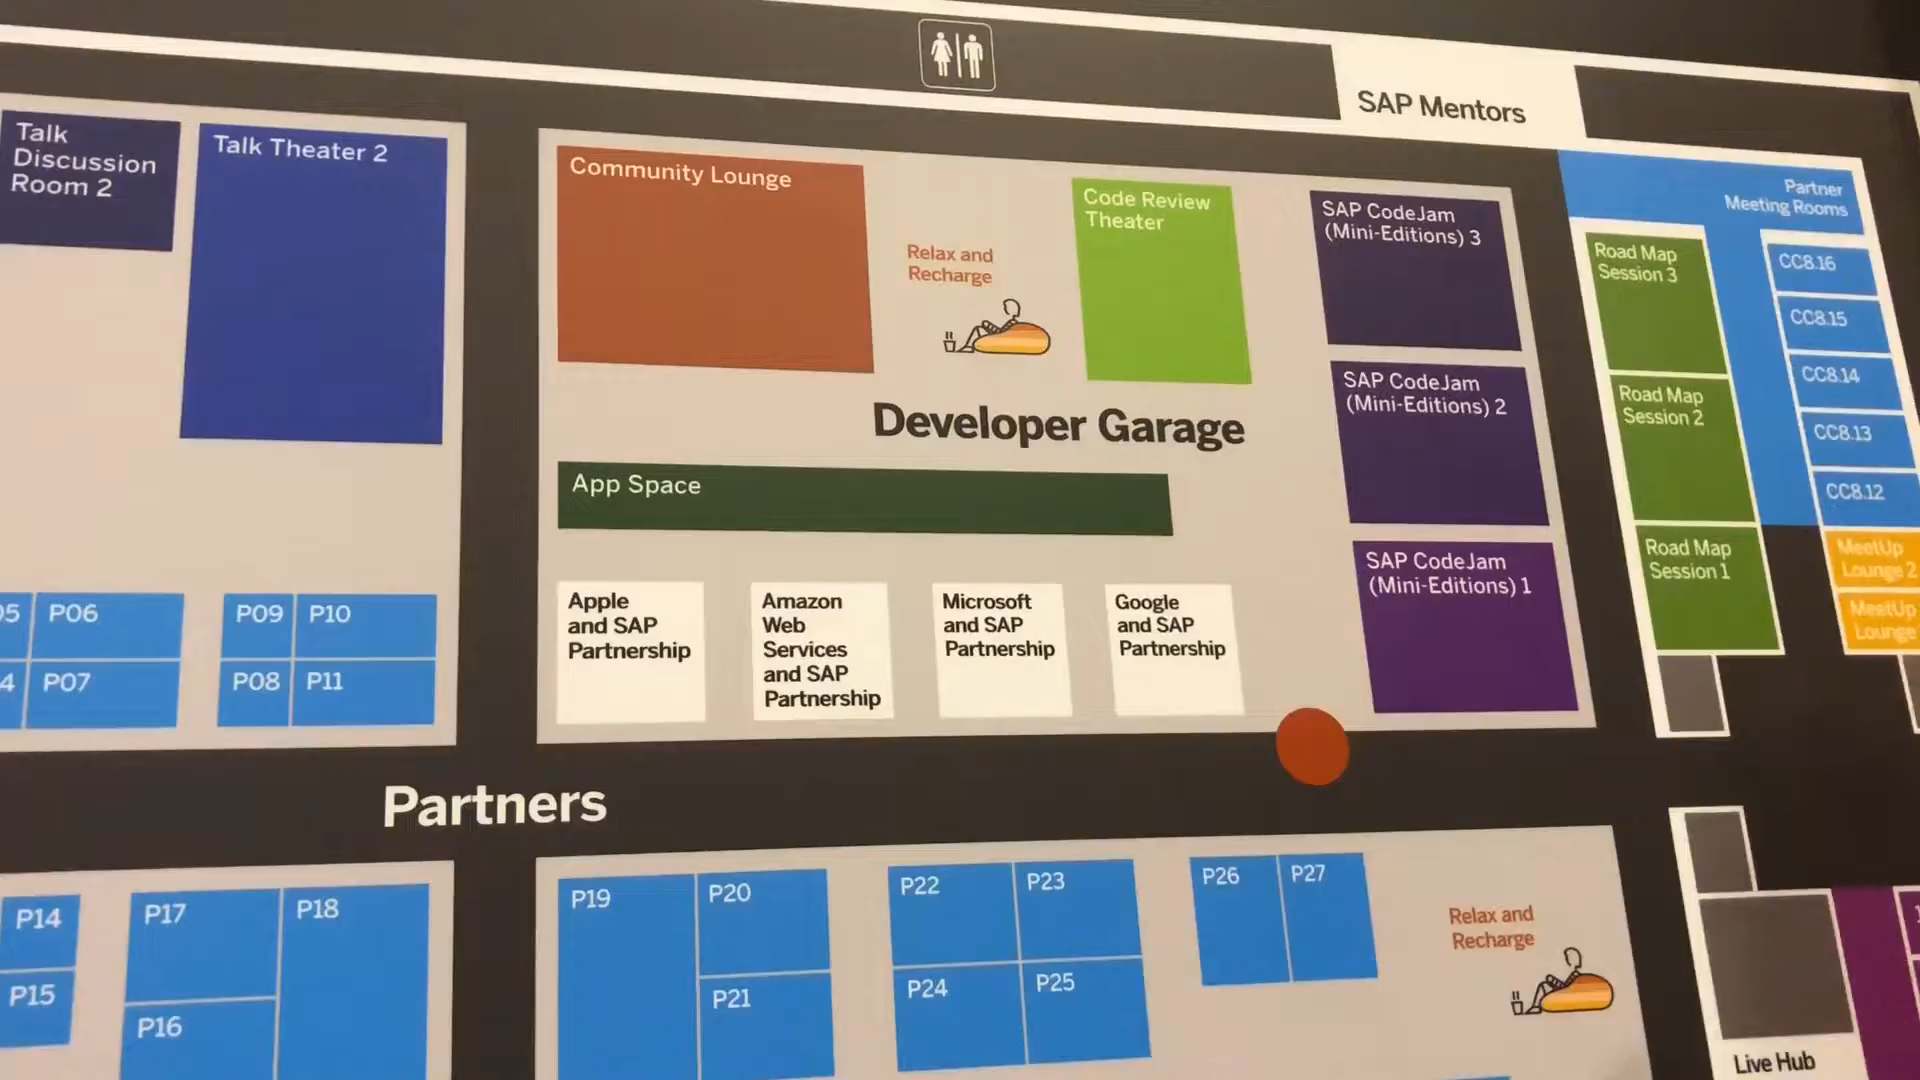 SAP Mentors
Talk
Discussion
Room 2
Talk Theater 2
Community Lounge
Relax and
Recharge
Code Review
Theater
SAP CodeJam
(Mini-Editions) 3
SAP CodeJam
(Mini-Editions) 2
SAP CodeJam
(Mini-Editions) 1
Developer Garage
App Space
Apple
and SAP
Partnership
Amazon
Web
Services
and SAP
Partnership
Microsoft
and SAP
Partnership
Google
and SAP
Partnership
Partner
Meeting Rooms
Road Map
Session 3
Road Map
Session 2
Road Map
Session 1
CC8.16
CC8.15
CC8.14
CC8.13
CC8.12
MeetUp
Lounge 2
MeetUp
Lounge
P06
P07
P09
P10
P08
P11
Partners
P14
P15
P17
P16
P18
P19
P20
P21
P22
P23
P24
P25
P26
P27
Relax and
Recharge
Live Hub